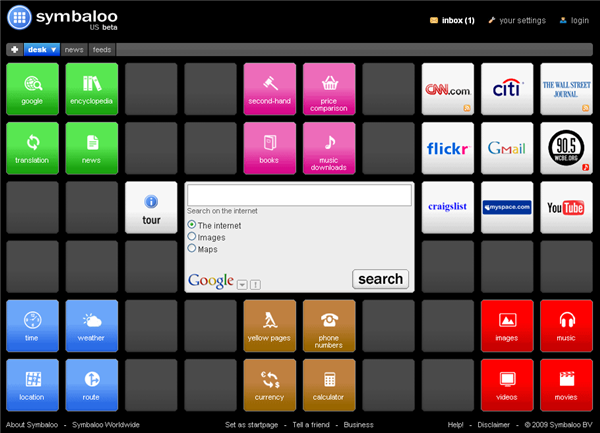 symbaloo
US beta
inbox (1)
your settings
login
desk
news
feeds
google
encyclopedia
second-hand
price
comparison
CNN.com
citi
THE WALL STREET
JOURNAL.
translation
news
books
music
downloads
flickr
Gmail
90.5
WCBE.ORG
tour
Search on the internet
The internet
Images
Maps
Google
search
craigslist
myspace.com
YouTube
time
weather
yellow pages
phone
numbers
images
music
location
route
currency
calculator
videos
movies
About Symbaloo - Symbaloo Worldwide
Set as startpage - Tell a friend - Business
Help! - Disclaimer - © 2009 Symbaloo BV